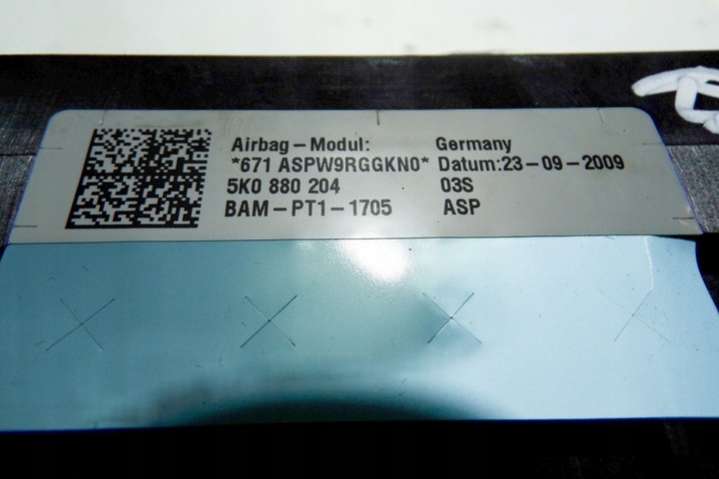 Airbag-Modul: Germany
*671 ASPW9RGGKN0* Datum:23-09-2009
5K0 880 204 03S
BAM-PT1-1705 ASP